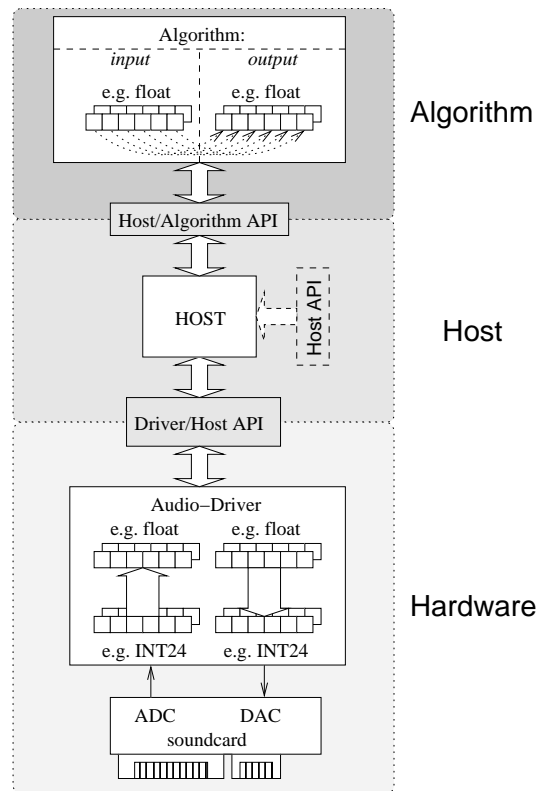 Algorithm:
input output
e.g. float e.g. float
Algorithm
Host/Algorithm API
HOST
Host API
Host
Driver/Host API
Audio−Driver
e.g. float e.g. float
Hardware
e.g. INT24 e.g. INT24
ADC DAC
soundcard